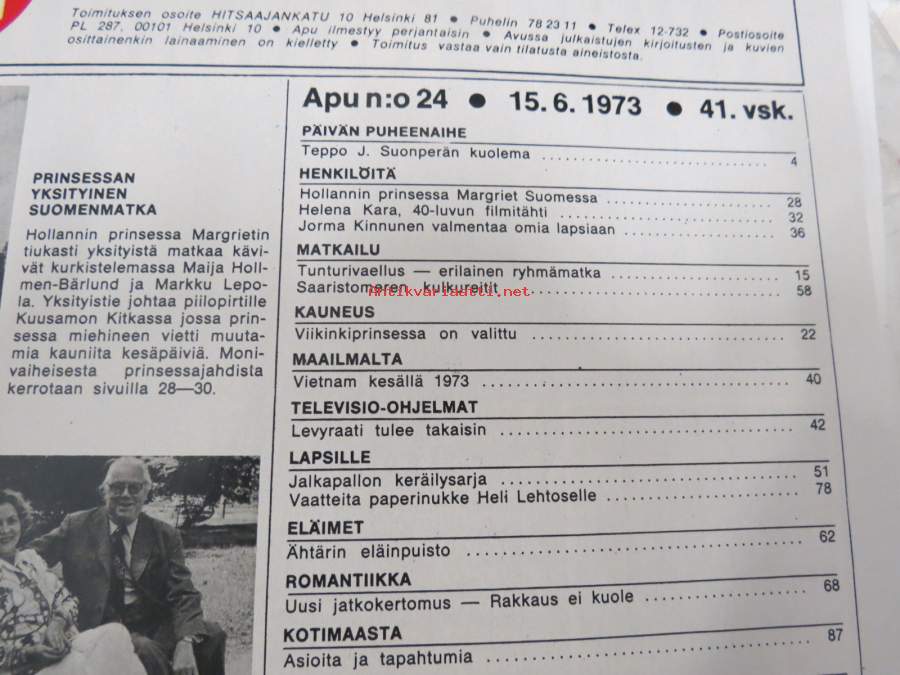 Toimituksen osoite HITSAAJANKATU 10 Helsinki 81 ● Puhelin 78 23 11 ● Telex 12-732 ● Postiosoite
PL 287, 00101 Helsinki 10 ● Apu ilmestyy perjantaisin ● Avussa julkaistujen kirjoitusten ja kuvien
osittainenkin lainaaminen on kielletty ● Toimitus vastaa vain tilatusta aineistosta.
PRINSESSAN
YKSITYINEN
SUOMENMATKA
Hollannin prinsessa Margrietin
tiukasti yksityistä matkaa kävi-
vät kurkistelemassa Maija Holl-
men-Bärlund ja Markku Lepo-
la. Yksityistie johtaa piilopirtille
Kuusamon Kitkassa jossa prin-
sessa miehineen vietti muuta-
mia kauniita kesäpäiviä. Moni-
vaiheisesta prinsessajahdista
kerrotaan sivuilla 28—30.
Apu n:o 24 ● 15. 6. 1973 ● 41. vsk.
PÄIVÄN PUHEENAIHE
Teppo J. Suonperän kuolema 4
HENKILÖITÄ
Hollannin prinsessa Margriet Suomessa 28
Helena Kara, 40-luvun filmitähti 32
Jorma Kinnunen valmentaa omia lapsiaan 36
MATKAILU
Tunturivaellus — erilainen ryhmämatka 15
Saaristomeren kulkureitit 58
Antikvariaatti.net
KAUNEUS
Viikinkiprinsessa on valittu 22
MAAILMALTA
Vietnam kesällä 1973 40
TELEVISIO-OHJELMAT
Levyraati tulee takaisin 42
LAPSILLE
Jalkapallon keräilysarja 51
Vaatteita paperinukke Heli Lehtoselle 78
ELÄIMET
Ähtärin eläinpuisto 62
ROMANTIIKKA
Uusi jatkokertomus — Rakkaus ei kuole 68
KOTIMAASTA
Asioita ja tapahtumia 87